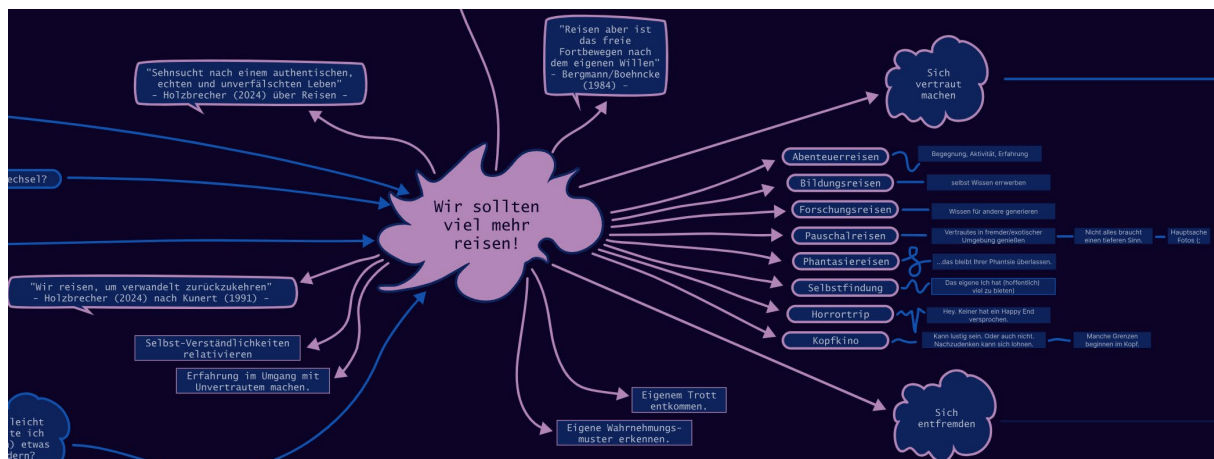 "Reisen aber ist
das freie
Fortbewegen nach
dem eigenen Willen"
- Bergmann/Boehncke
(1984) -
"Sehnsucht nach einem authentischen,
echten und unverfälschten Leben"
- Holzbrecher (2024) über Reisen -
Sich
vertraut
machen
echsel?
Wir sollten
viel mehr
reisen!
Abenteuerreisen
Begegnung, Aktivität, Erfahrung
Bildungsreisen
selbst Wissen errwerben
Forschungsreisen
Wissen für andere generieren
Pauschalreisen
Vertrautes in fremder/exotischer
Umgebung genießen
Nicht alles braucht
einen tieferen Sinn.
Hauptsache
Fotos (;
Phantasiereisen
...das bleibt Ihrer Phantsie überlassen.
Selbstfindung
Das eigene Ich hat (hoffentlich)
viel zu bieten)
Horrortrip
Hey. Keiner hat ein Happy End
versprochen.
Kopfkino
Kann lustig sein. Oder auch nicht.
Nachzudenken kann sich lohnen.
Manche Grenzen
beginnen im Kopf.
"Wir reisen, um verwandelt zurückzukehren"
- Holzbrecher (2024) nach Kunert (1991) -
Selbst-Verständlichkeiten
relativieren
Erfahrung im Umgang mit
Unvertrautem machen.
Eigenem Trott
entkommen.
Eigene Wahrnehmungs-
muster erkennen.
Sich
entfremden
leicht
te ich
) etwas
dern?